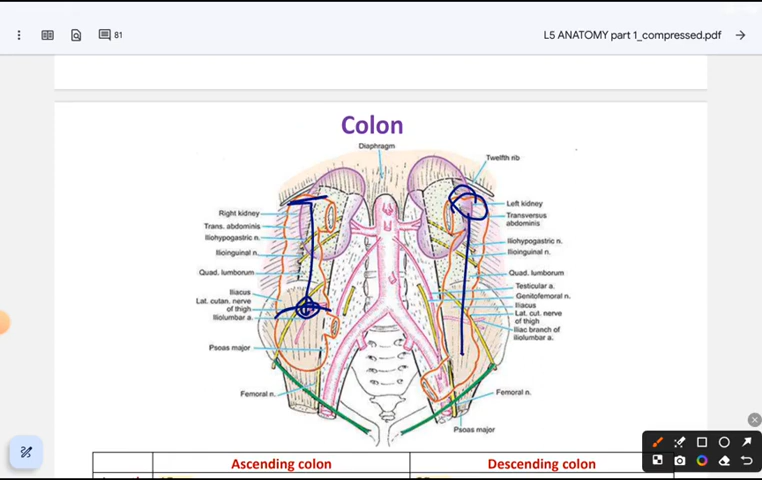 81
L5 ANATOMY part 1_compressed.pdf
Colon
Diaphragm
Twelfth rib
Right kidney
Trans. abdominis
Iliohypogastric n.
Ilioinguinal n.
Quad. lumborum
Iliacus
Lat. cutan. nerve
of thigh
Iliolumbar a.
Psoas major
Femoral n.
Left kidney
Transversus
abdominis
Iliohypogastric n.
Ilioinguinal n.
Quad. lumborum
Testicular a.
Genitofemoral n.
Iliacus
Lat. cut. nerve
of thigh
Iliac branch of
iliolumbar a.
Femoral n.
Psoas major
Ascending colon
Descending colon